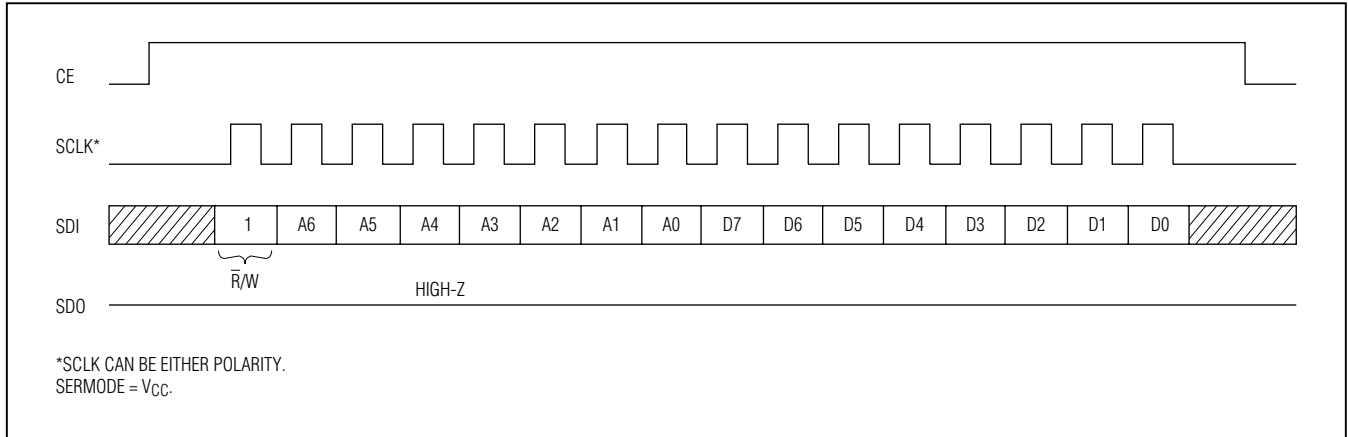 CE
SCLK*
SDI 1 A6 A5 A4 A3 A2 A1 A0 D7 D6 D5 D4 D3 D2 D1 D0
R̅/W
HIGH-Z
SDO
*SCLK CAN BE EITHER POLARITY.
SERMODE = VCC.